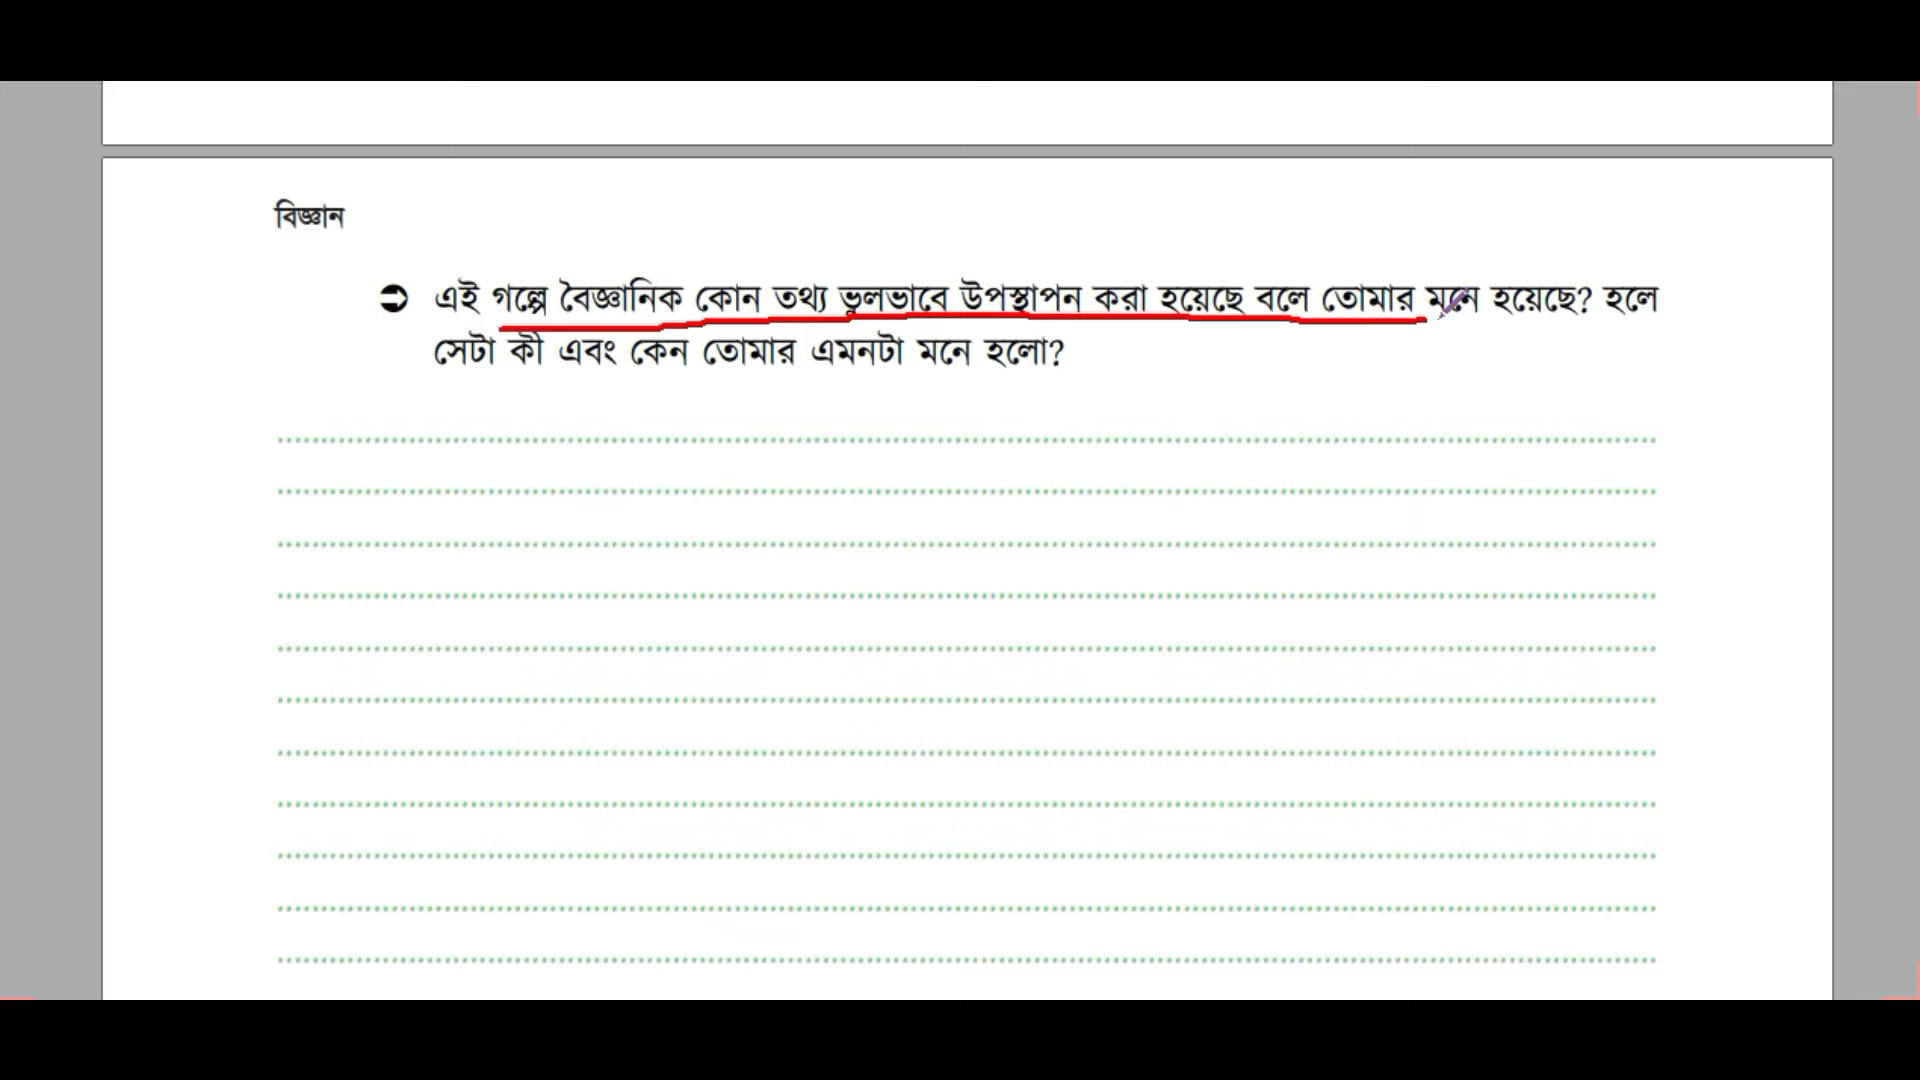 বিজ্ঞান
➲ এই গল্পে বৈজ্ঞানিক কোন তথ্য ভুলভাবে উপস্থাপন করা হয়েছে বলে তোমার মনে হয়েছে? হলে
সেটা কী এবং কেন তোমার এমনটা মনে হলো?